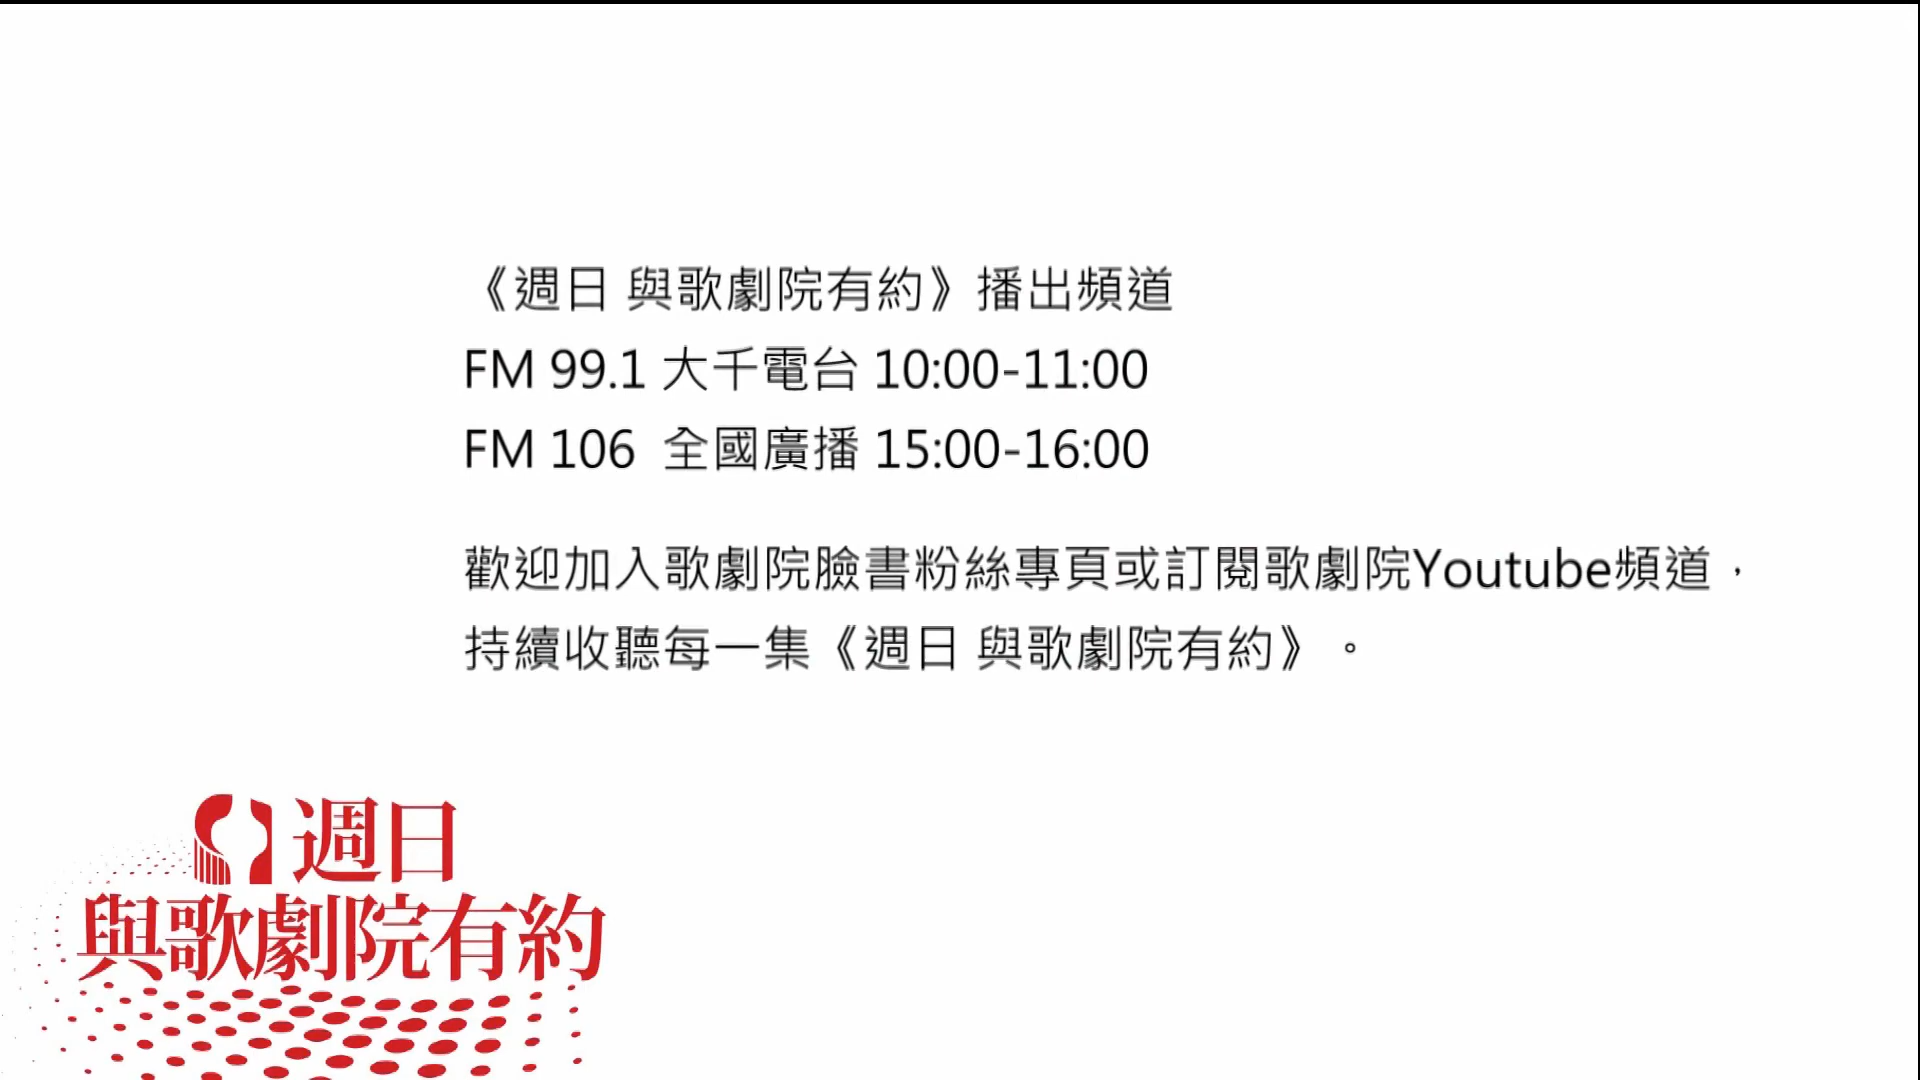 《週日 與歌劇院有約》播出頻道
FM 99.1 大千電台 10:00-11:00
FM 106 全國廣播 15:00-16:00
歡迎加入歌劇院臉書粉絲專頁或訂閱歌劇院Youtube頻道，
持續收聽每一集《週日 與歌劇院有約》。
週日
與歌劇院有約